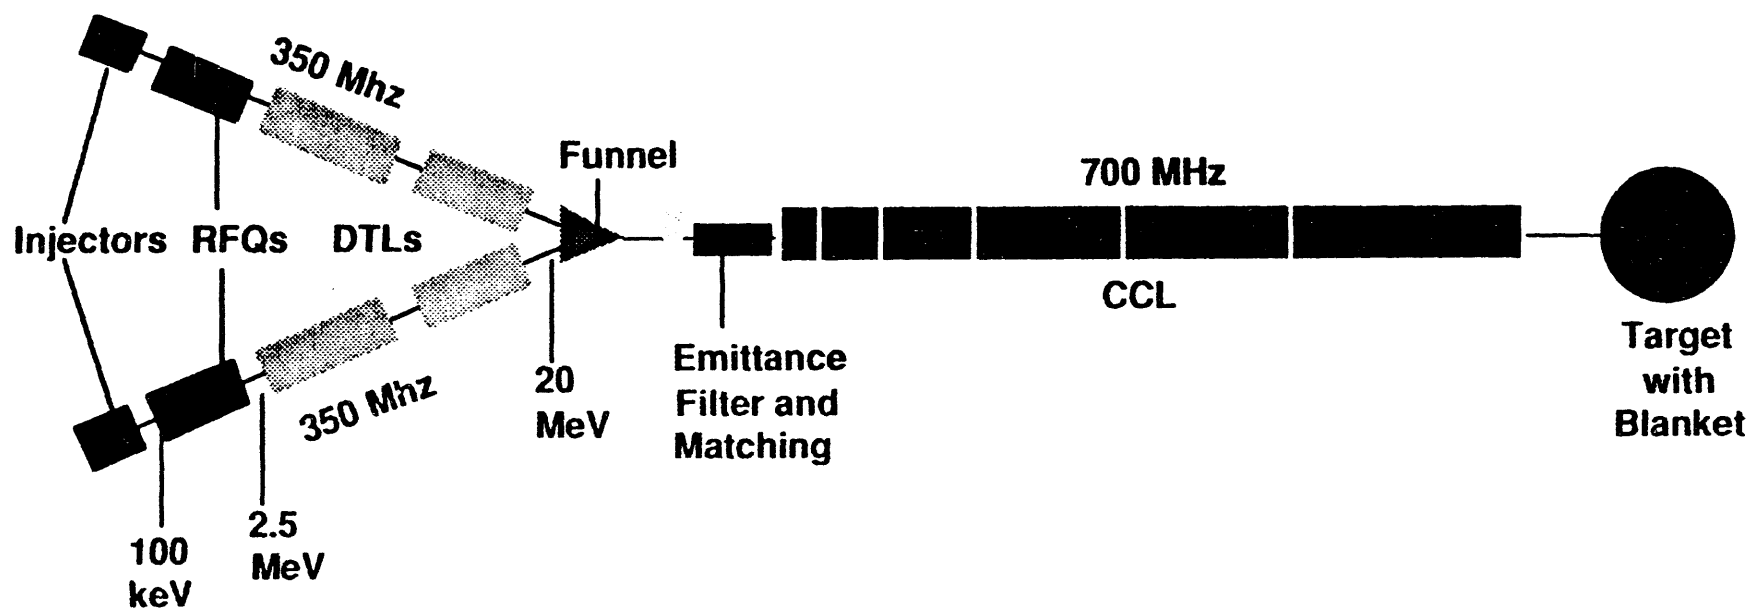 350 Mhz
Funnel
700 MHz
Injectors
RFQs
DTLs
CCL
Target
with
Blanket
Emittance
Filter and
Matching
20
MeV
350 Mhz
2.5
MeV
100
keV